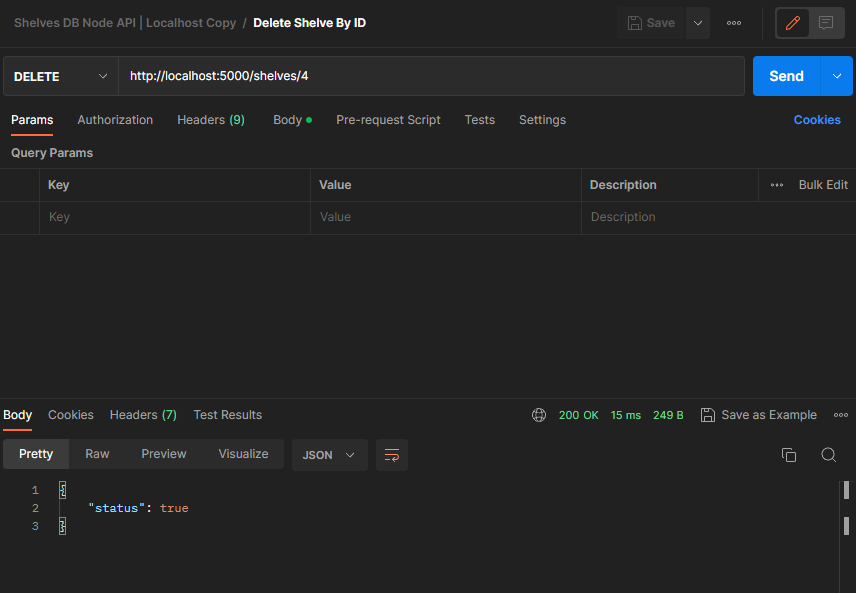 Shelves DB Node API | Localhost Copy / Delete Shelve By ID
Save
DELETE
http://localhost:5000/shelves/4
Send
Params Authorization Headers (9) Body Pre-request Script Tests Settings Cookies
Query Params
Key Value Description Bulk Edit
Key Value Description
Body Cookies Headers (7) Test Results 200 OK 15 ms 249 B Save as Example
Pretty Raw Preview Visualize JSON
1 {
2 "status": true
3 }